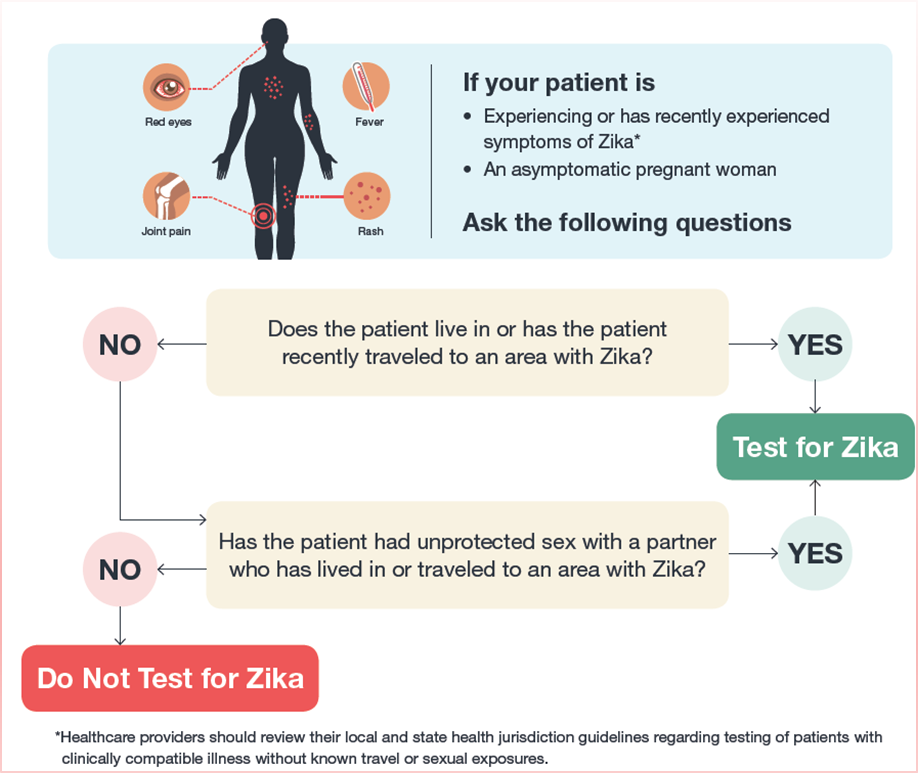 Red eyes
Fever
Joint pain
Rash
If your patient is
• Experiencing or has recently experienced
symptoms of Zika*
• An asymptomatic pregnant woman
Ask the following questions
Does the patient live in or has the patient
recently traveled to an area with Zika?
NO
YES
Test for Zika
Has the patient had unprotected sex with a partner
who has lived in or traveled to an area with Zika?
NO
YES
Do Not Test for Zika
*Healthcare providers should review their local and state health jurisdiction guidelines regarding testing of patients with
clinically compatible illness without known travel or sexual exposures.